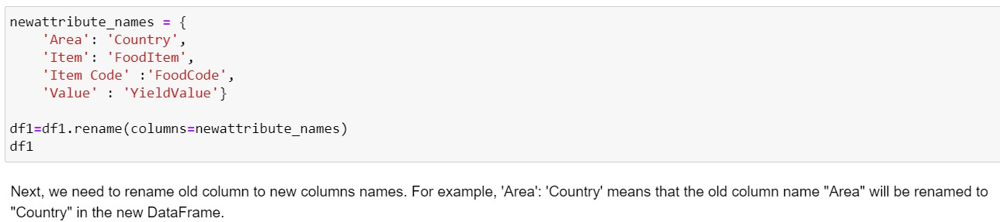 newattribute_names = {
    'Area': 'Country',
    'Item': 'FoodItem',
    'Item Code' :'FoodCode',
    'Value' : 'YieldValue'}
df1=df1.rename(columns=newattribute_names)
df1
Next, we need to rename old column to new columns names. For example, 'Area': 'Country' means that the old column name "Area" will be renamed to
"Country" in the new DataFrame.